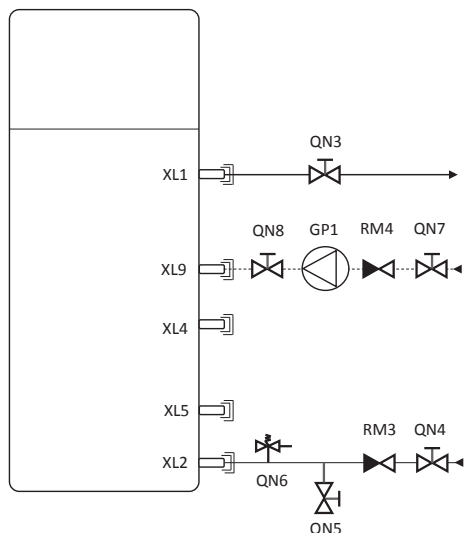 QN3
XL1
QN8 GP1 RM4 QN7
XL9
XL4
XL5
RM3 QN4
XL2
QN6
QN5